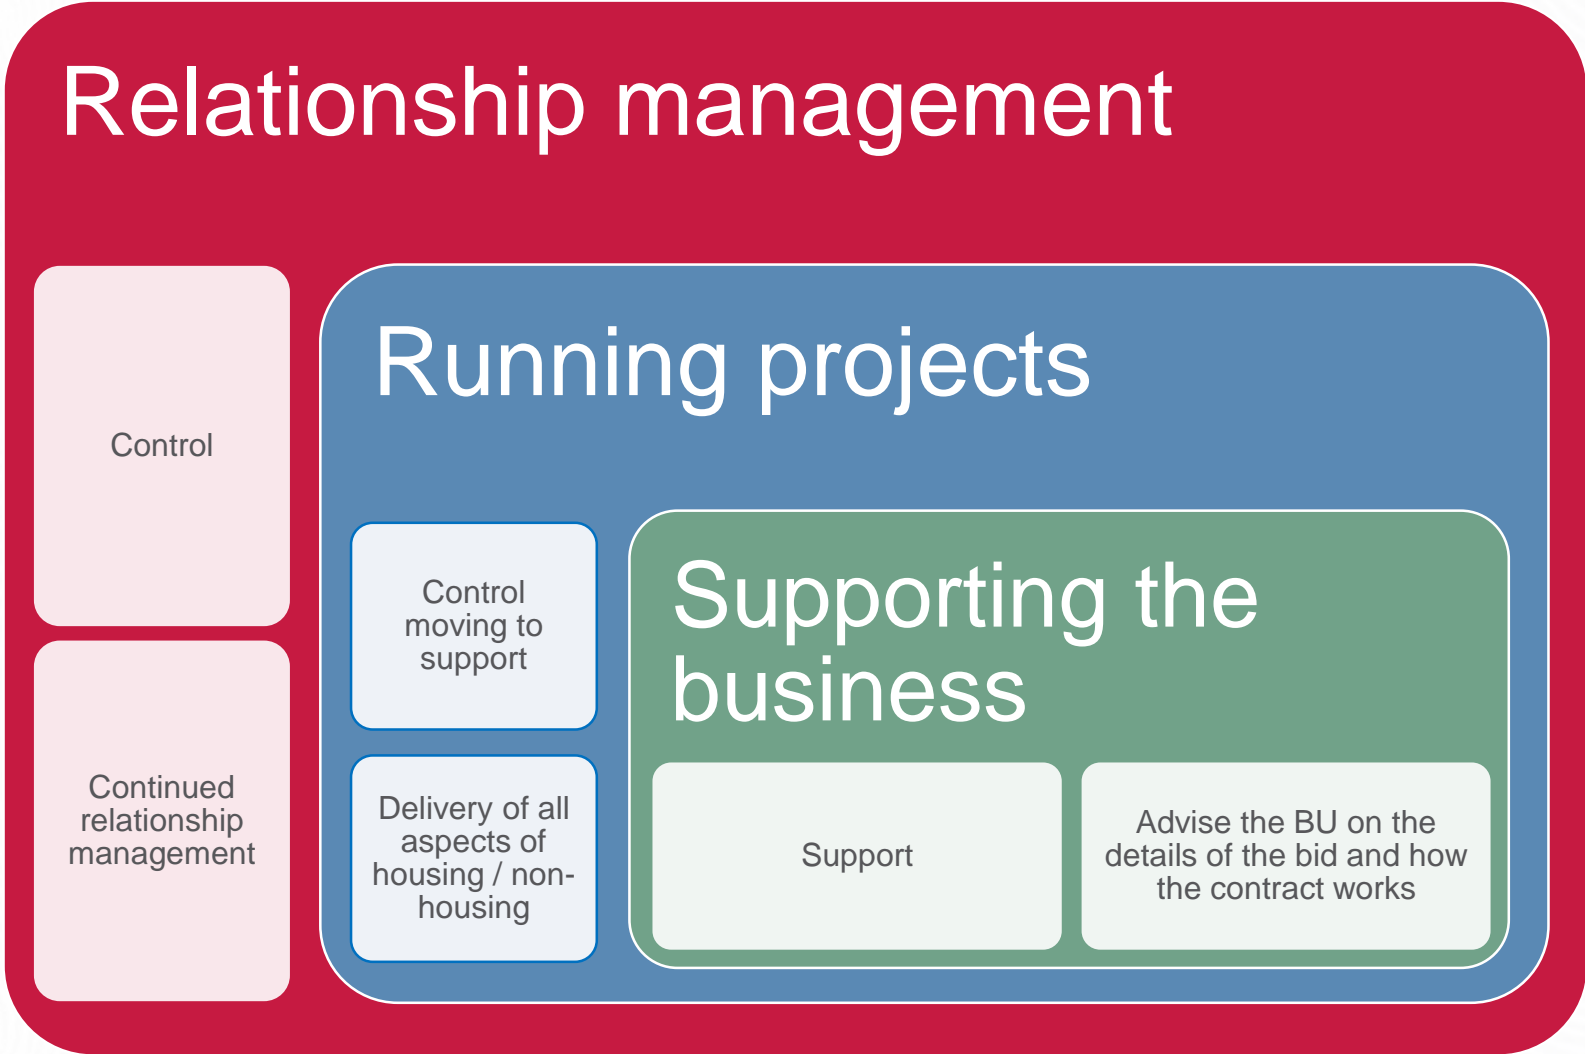 Relationship management
Control
Continued
relationship
management
Running projects
Control
moving to
support
Delivery of all
aspects of
housing / non-
housing
Supporting the
business
Support
Advise the BU on the
details of the bid and how
the contract works